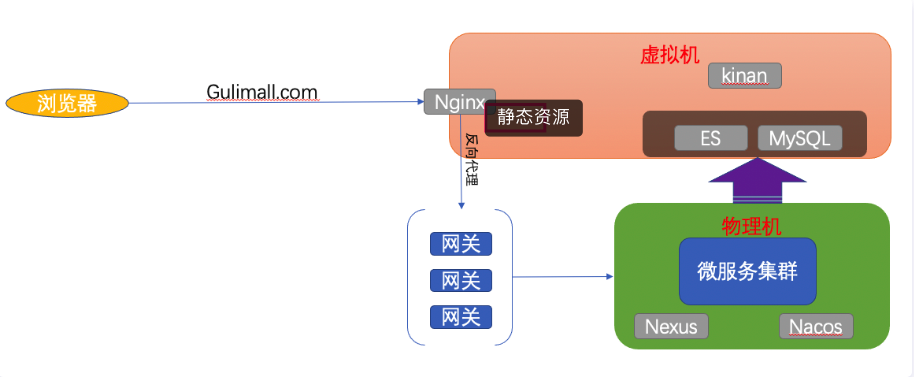 虚拟机
kinan
浏览器
Gulimall.com
Nginx
静态资源
ES
MySQL
反向代理
物理机
网关
网关
网关
微服务集群
Nexus
Nacos